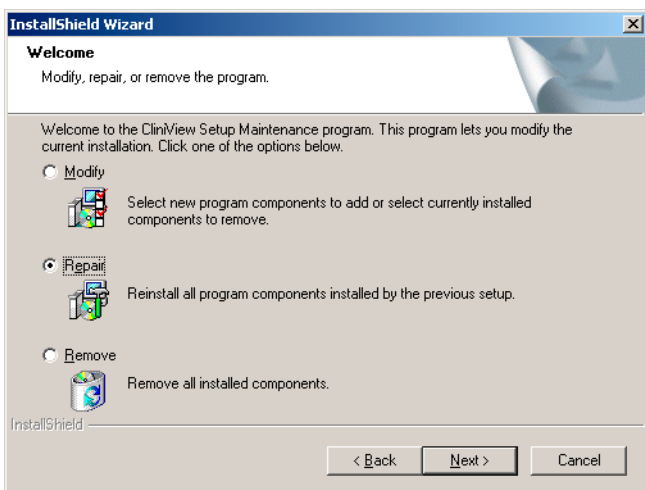 InstallShield Wizard
Welcome
Modify, repair, or remove the program.
Welcome to the CliniView Setup Maintenance program. This program lets you modify the
current installation. Click one of the options below.
Modify
Select new program components to add or select currently installed
components to remove.
Repair
Reinstall all program components installed by the previous setup.
Remove
Remove all installed components.
InstallShield
< Back Next > Cancel